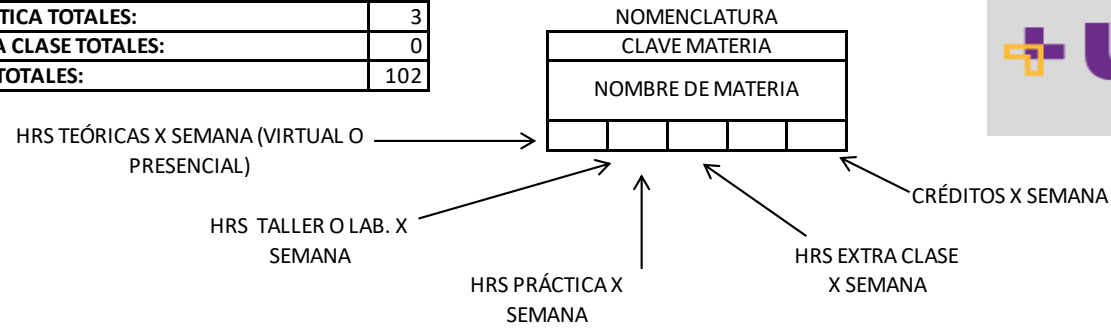 TICA TOTALES: 3
A CLASE TOTALES: 0
TOTALES: 102
NOMENCLATURA
CLAVE MATERIA
NOMBRE DE MATERIA
HRS TEÓRICAS X SEMANA (VIRTUAL O
PRESENCIAL)
HRS TALLER O LAB. X
SEMANA
HRS PRÁCTICA X
SEMANA
HRS EXTRA CLASE
X SEMANA
CRÉDITOS X SEMANA